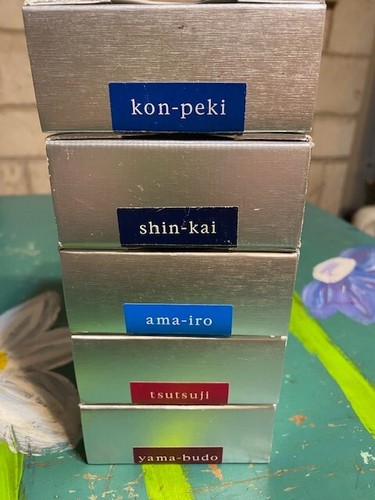 kon-peki
shin-kai
ama-iro
tsutsuji
yama-budo